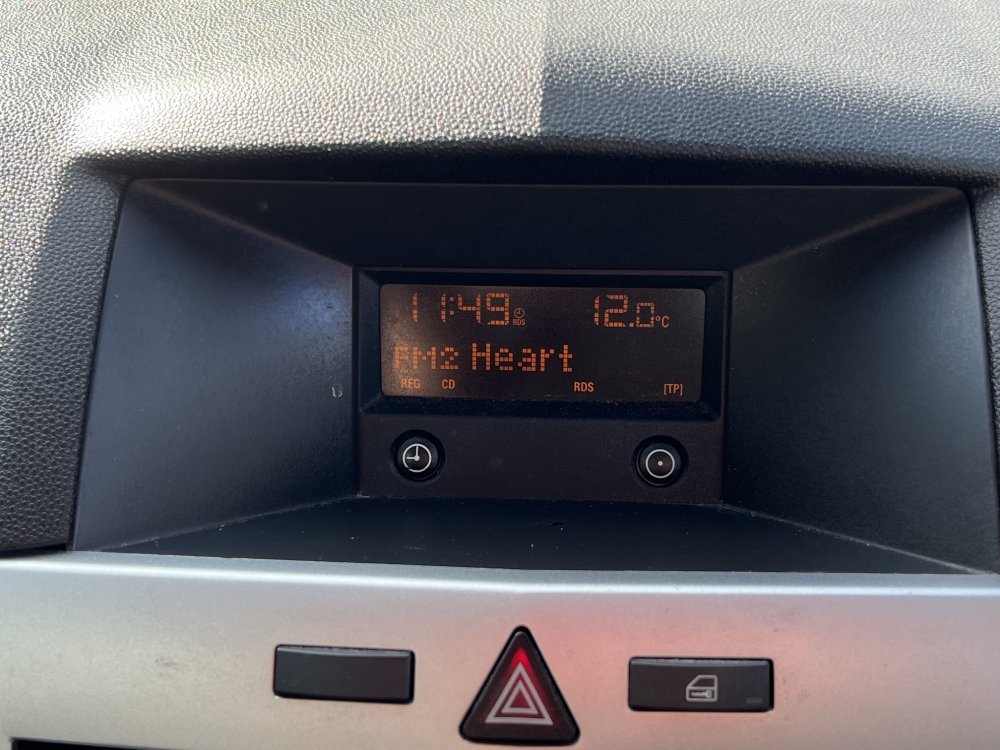 11:49 RDS 12.0°C
FM2 Heart
REG CD RDS [TP]